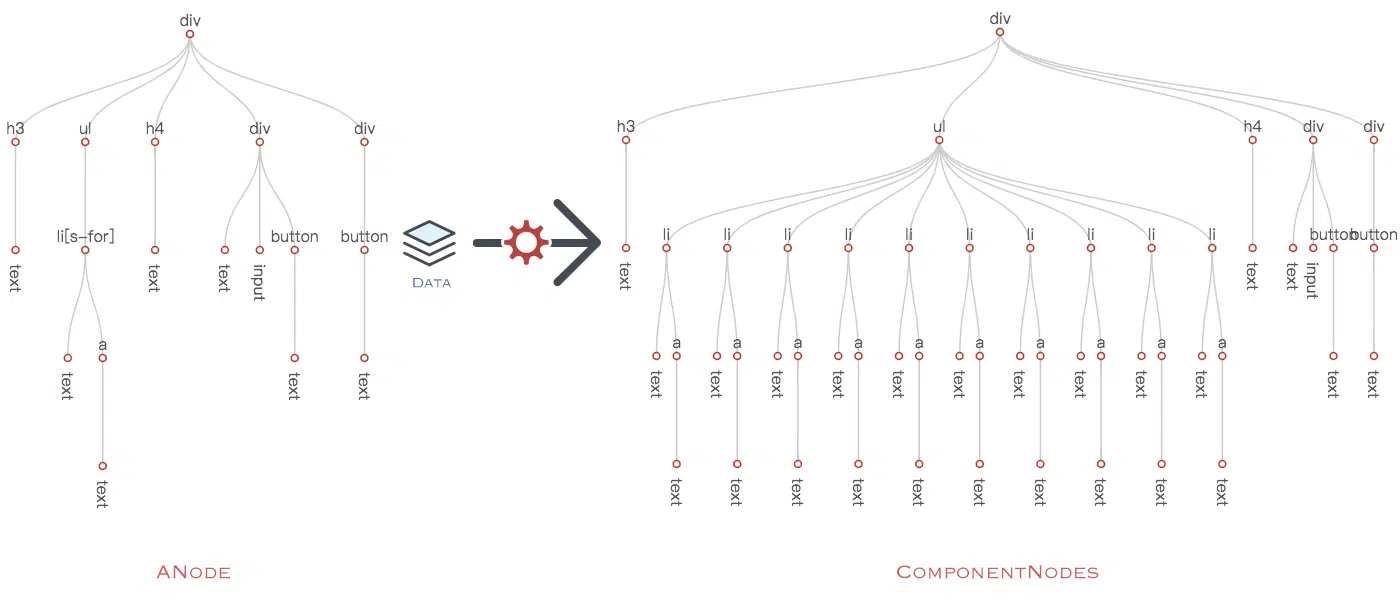 div
h3 ul h4 div div
li[s-for] button button
text text text input
a
text text text
text
DATA
div
h3 ul h4 div div
li li li li li li li li li li button button
text text text input
a a a a a a a a a a
text text text text text text text text text text text text
text text text text text text text text text text
ANODE
COMPONENTNODES